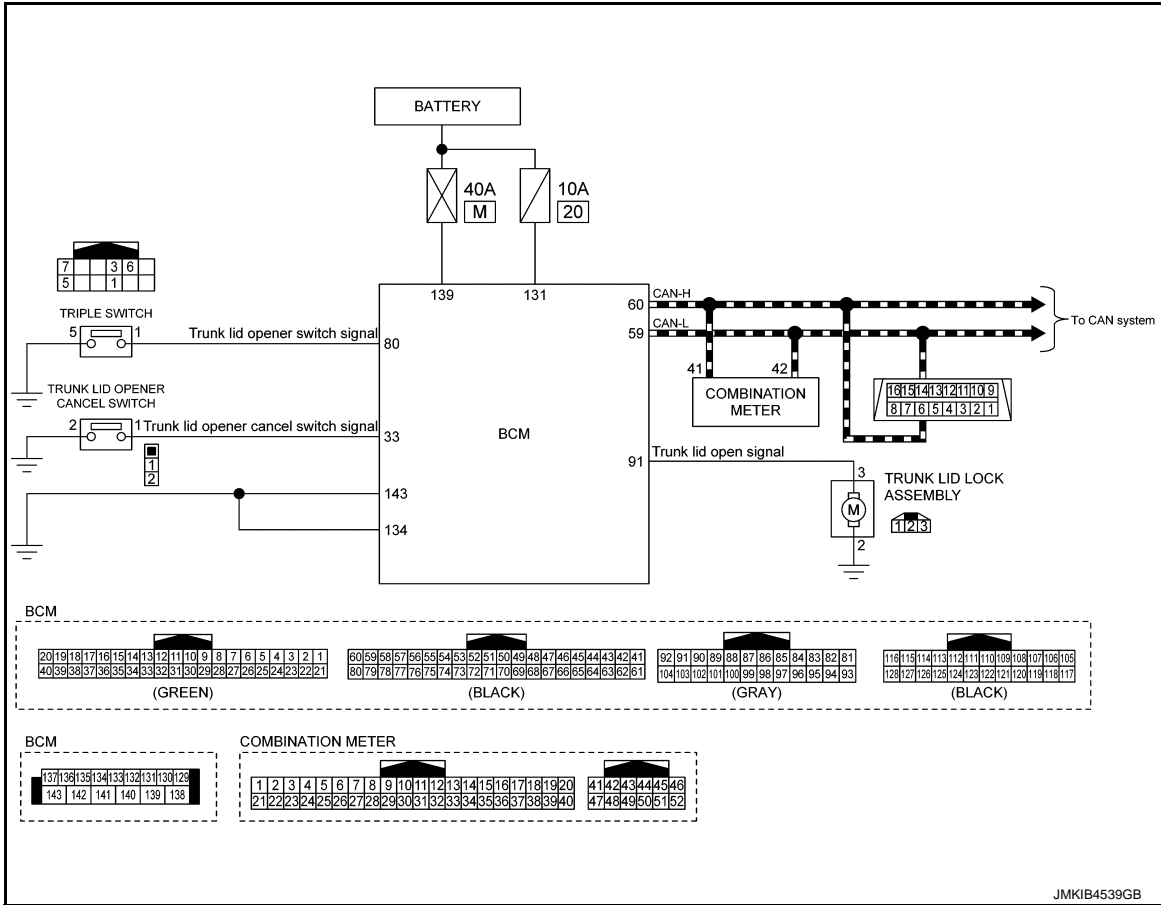 BATTERY
40A
M
10A
20
7 3 6
5 1
139 131
TRIPLE SWITCH
5 1
Trunk lid opener switch signal
80
60
CAN-H
59
CAN-L
To CAN system
41 42
COMBINATION
METER
16 15 14 13 12 11 10 9
8 7 6 5 4 3 2 1
TRUNK LID OPENER
CANCEL SWITCH
2 1
Trunk lid opener cancel switch signal
33
1
2
BCM
91
Trunk lid open signal
3
M
2
TRUNK LID LOCK
ASSEMBLY
1 2 3
143
134
BCM
20 19 18 17 16 15 14 13 12 11 10 9 8 7 6 5 4 3 2 1
40 39 38 37 36 35 34 33 32 31 30 29 28 27 26 25 24 23 22 21
(GREEN)
60 59 58 57 56 55 54 53 52 51 50 49 48 47 46 45 44 43 42 41
80 79 78 77 76 75 74 73 72 71 70 69 68 67 66 65 64 63 62 61
(BLACK)
92 91 90 89 88 87 86 85 84 83 82 81
104 103 102 101 100 99 98 97 96 95 94 93
(GRAY)
116 115 114 113 112 111 110 109 108 107 106 105
128 127 126 125 124 123 122 121 120 119 118 117
(BLACK)
BCM
137 136 135 134 133 132 131 130 129
143 142 141 140 139 138
COMBINATION METER
1 2 3 4 5 6 7 8 9 10 11 12 13 14 15 16 17 18 19 20
21 22 23 24 25 26 27 28 29 30 31 32 33 34 35 36 37 38 39 40
41 42 43 44 45 46
47 48 49 50 51 52
JMKIB4539GB